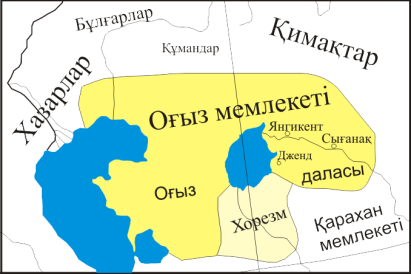 Бұлғарлар
Қимақтар
Құмандар
Хазарлар
Оғыз мемлекеті
Янгикент
Сығанақ
Дженд
даласы
Оғыз
Хорезм
Қарахан
мемлекеті